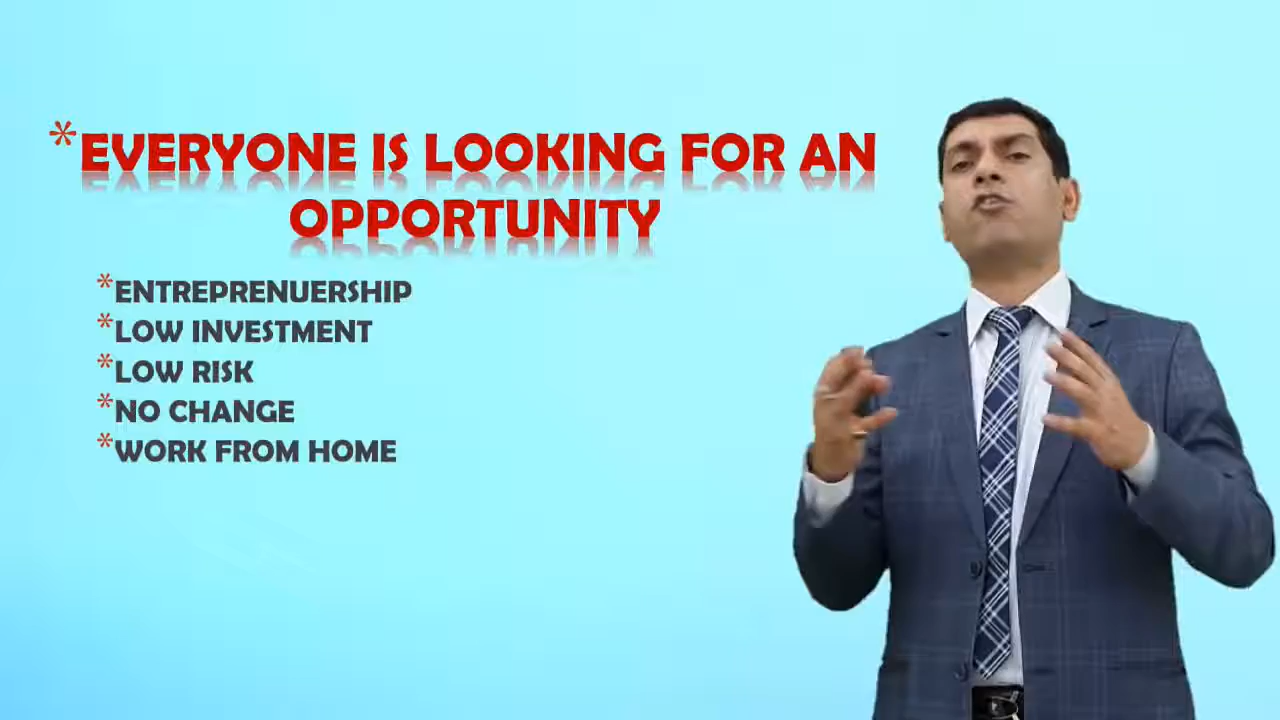 *EVERYONE IS LOOKING FOR AN
OPPORTUNITY
*ENTREPRENUERSHIP
*LOW INVESTMENT
*LOW RISK
*NO CHANGE
*WORK FROM HOME